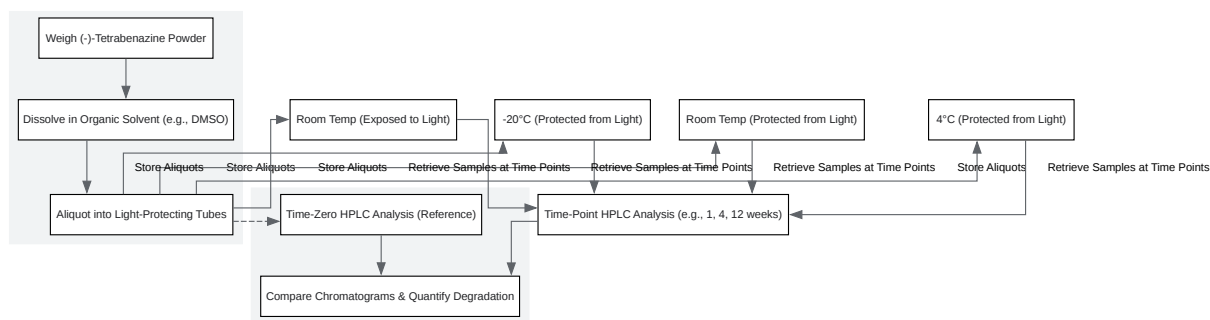 Weigh (-)-Tetrabenazine Powder
Dissolve in Organic Solvent (e.g., DMSO)
Room Temp (Exposed to Light)
-20°C (Protected from Light)
Room Temp (Protected from Light)
4°C (Protected from Light)
Store Aliquots
Store Aliquots
Store Aliquots
Retrieve Samples at Time Points
Retrieve Samples at Time Points
Retrieve Samples at Time Points
Store Aliquots
Retrieve Samples at Time Points
Aliquot into Light-Protecting Tubes
Time-Zero HPLC Analysis (Reference)
Time-Point HPLC Analysis (e.g., 1, 4, 12 weeks)
Compare Chromatograms & Quantify Degradation